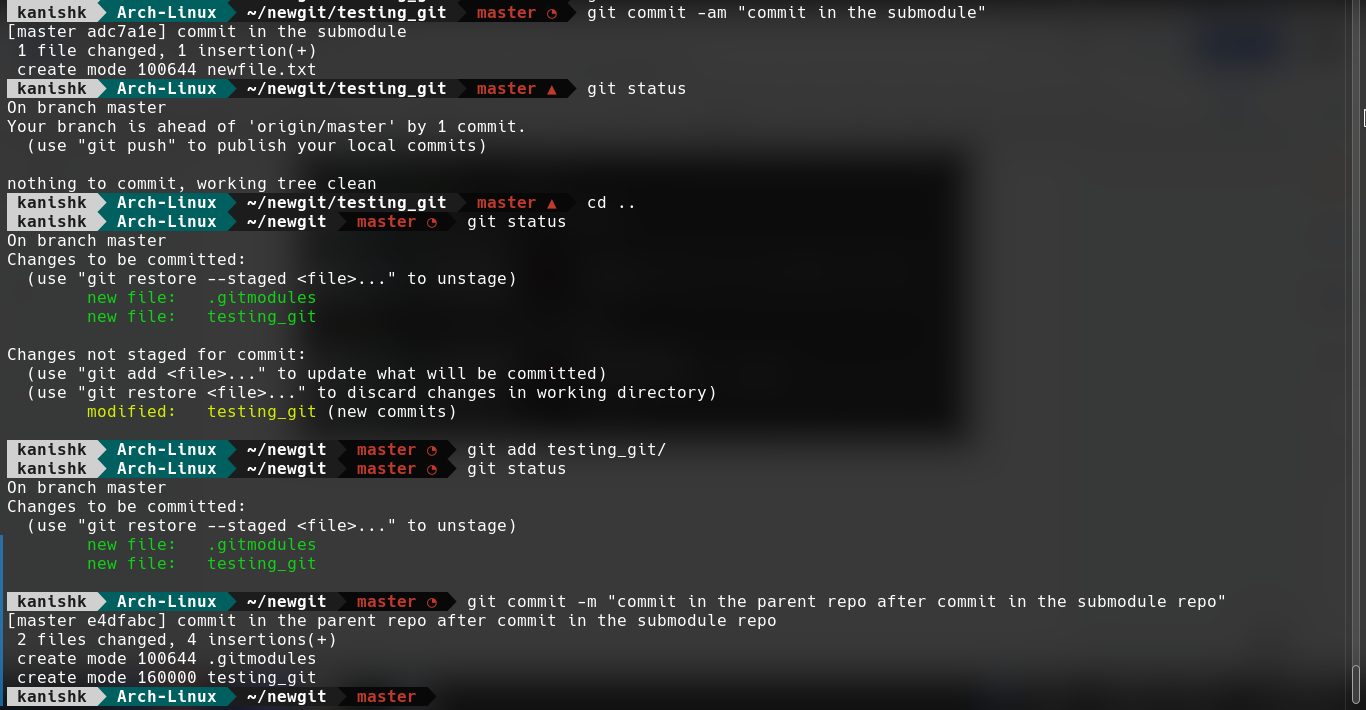 kanishk Arch-Linux ~/newgit/testing_git master ◔ git commit -am "commit in the submodule"
[master adc7a1e] commit in the submodule
 1 file changed, 1 insertion(+)
 create mode 100644 newfile.txt
kanishk Arch-Linux ~/newgit/testing_git master ▲ git status
On branch master
Your branch is ahead of 'origin/master' by 1 commit.
  (use "git push" to publish your local commits)

nothing to commit, working tree clean
kanishk Arch-Linux ~/newgit/testing_git master ▲ cd ..
kanishk Arch-Linux ~/newgit master ◔ git status
On branch master
Changes to be committed:
  (use "git restore --staged <file>..." to unstage)
        new file:   .gitmodules
        new file:   testing_git

Changes not staged for commit:
  (use "git add <file>..." to update what will be committed)
  (use "git restore <file>..." to discard changes in working directory)
        modified:   testing_git (new commits)

kanishk Arch-Linux ~/newgit master ◔ git add testing_git/
kanishk Arch-Linux ~/newgit master ◔ git status
On branch master
Changes to be committed:
  (use "git restore --staged <file>..." to unstage)
        new file:   .gitmodules
        new file:   testing_git

kanishk Arch-Linux ~/newgit master ◔ git commit -m "commit in the parent repo after commit in the submodule repo"
[master e4dfabc] commit in the parent repo after commit in the submodule repo
 2 files changed, 4 insertions(+)
 create mode 100644 .gitmodules
 create mode 160000 testing_git
kanishk Arch-Linux ~/newgit master